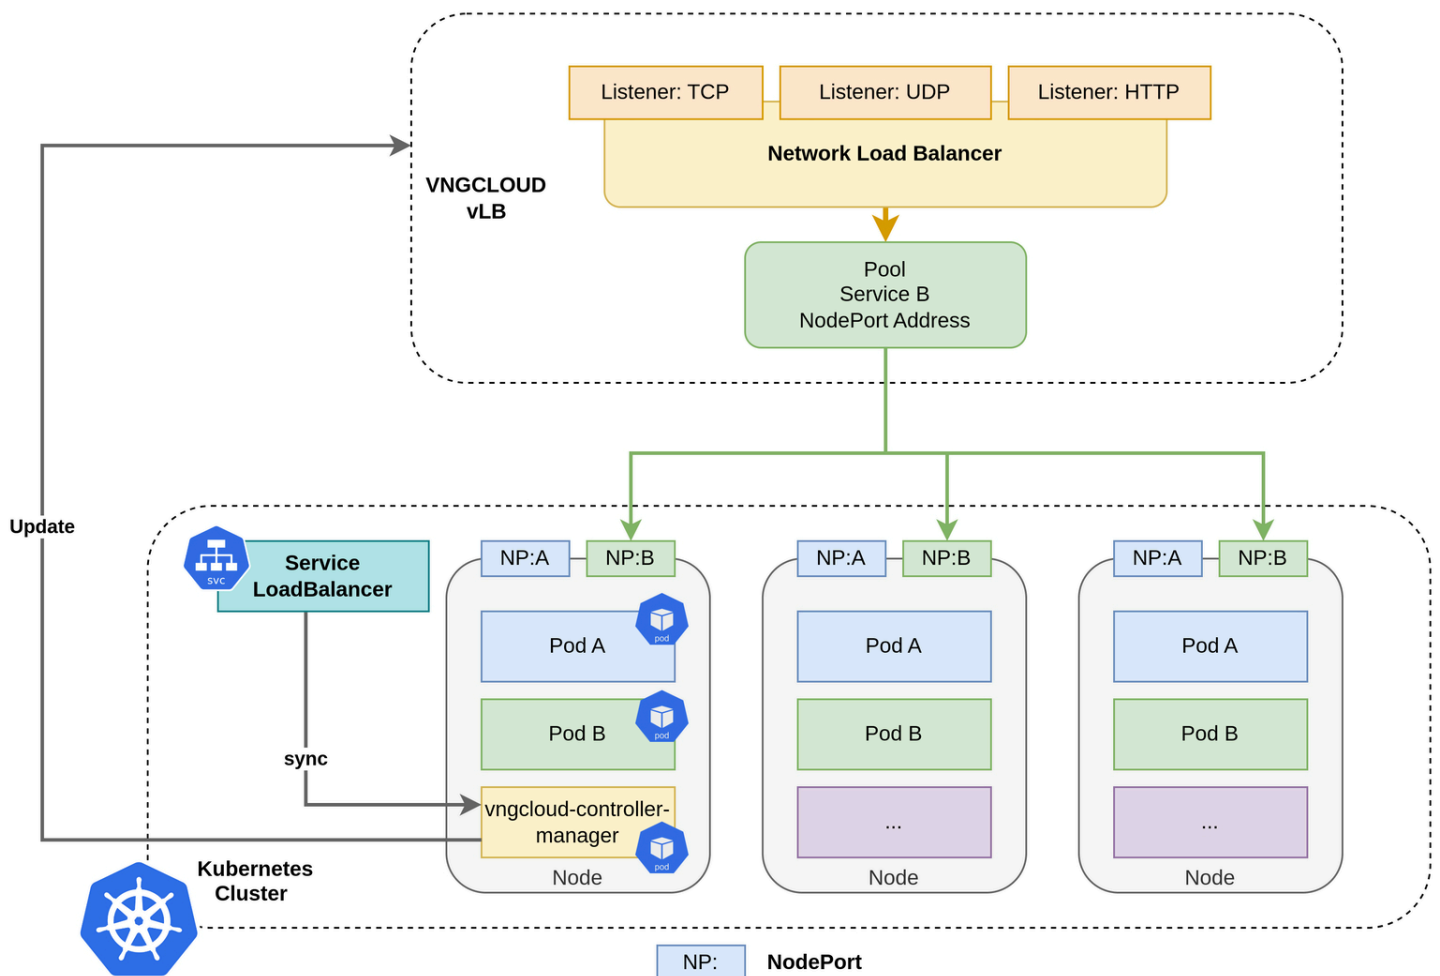 Listener: TCP
Listener: UDP
Listener: HTTP
Network Load Balancer
VNGCLOUD
vLB
Pool
Service B
NodePort Address
Update
svc
Service
LoadBalancer
sync
NP:A
NP:B
Pod A
pod
Pod B
pod
vngcloud-controller-
manager
pod
Node
NP:A
NP:B
Pod A
Pod B
...
Node
NP:A
NP:B
Pod A
Pod B
...
Node
Kubernetes
Cluster
NP:
NodePort